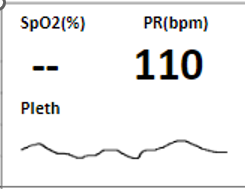 SpO2(%) PR(bpm)
-- 110
Pleth